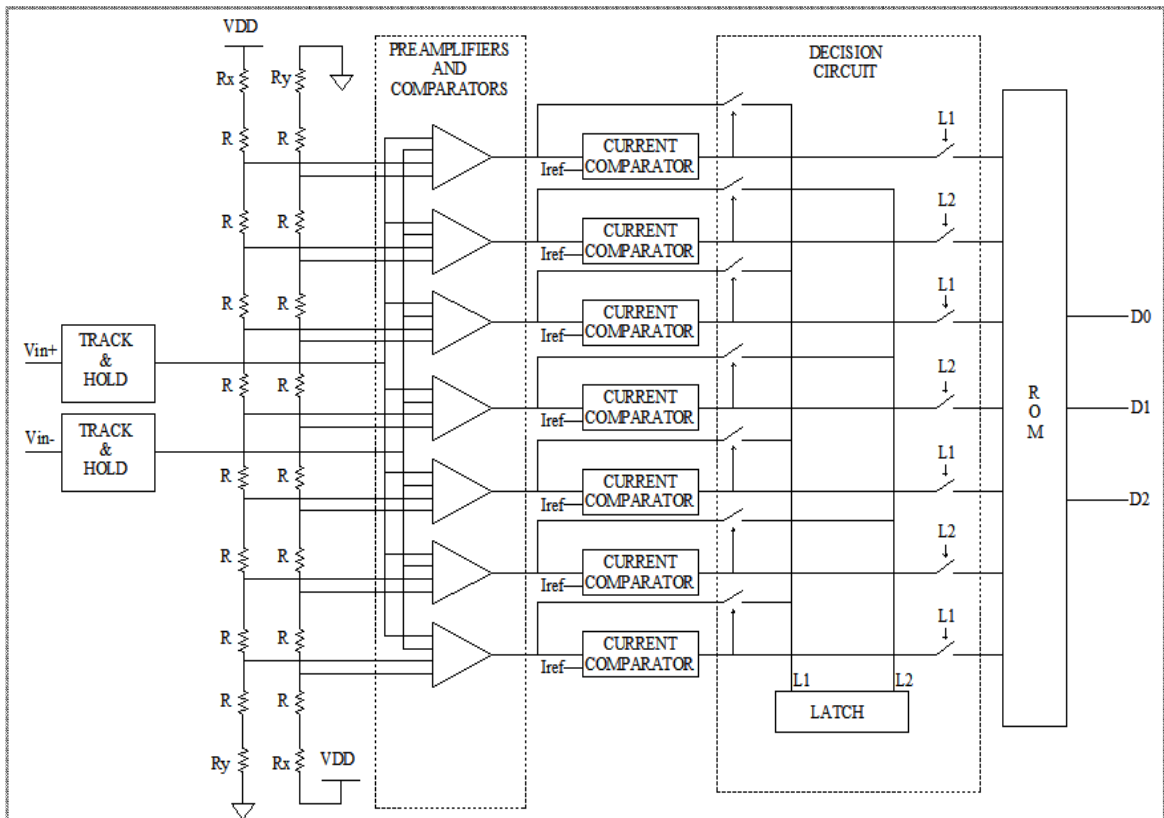 VDD
Rx
Ry
PREAMPLIFIERS
AND
COMPARATORS
DECISION
CIRCUIT
R
R
CURRENT
COMPARATOR
Iref
L1
R
R
CURRENT
COMPARATOR
Iref
L2
R
R
CURRENT
COMPARATOR
Iref
L1
Vin+
TRACK
&
HOLD
R
R
CURRENT
COMPARATOR
Iref
L2
Vin-
TRACK
&
HOLD
R
R
CURRENT
COMPARATOR
Iref
L1
R
R
CURRENT
COMPARATOR
Iref
L2
R
R
CURRENT
COMPARATOR
Iref
L1
R
R
L1
L2
LATCH
Ry
Rx
VDD
R
O
M
D0
D1
D2